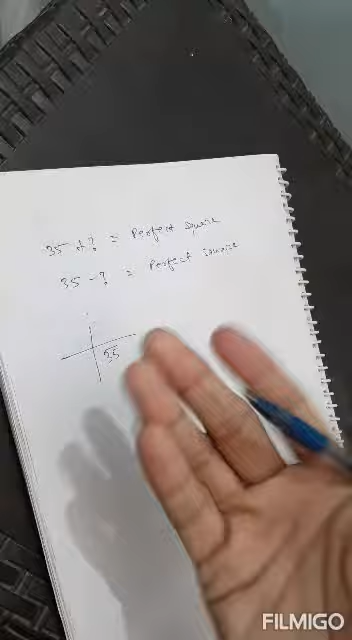 35 + ? = Perfect square
35 - ? = Perfect square
35
FILMIGO